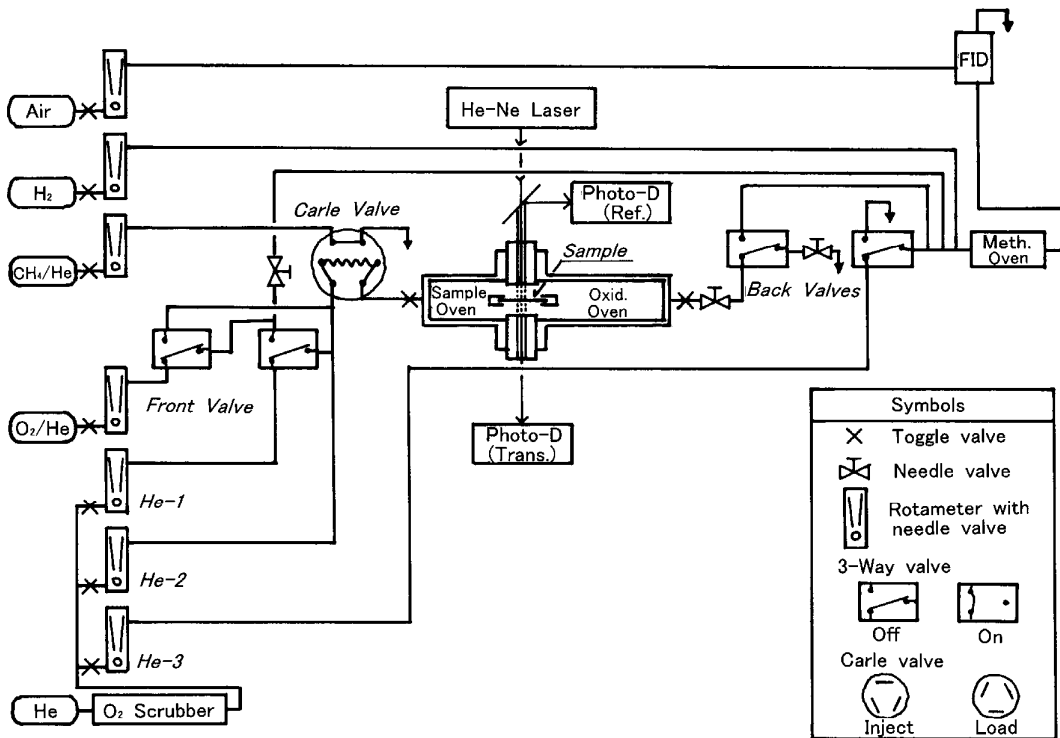 FID
Air
He-Ne Laser
H₂
Photo-D
(Ref.)
Carle Valve
CH₄/He
Sample
Meth.
Oven
Sample
Oven
Oxid.
Oven
Back Valves
Front Valve
O₂/He
Photo-D
(Trans.)
He-1
He-2
He-3
He
O₂ Scrubber
Symbols
Toggle valve
Needle valve
Rotameter with
needle valve
3-Way valve
Off
On
Carle valve
Inject
Load